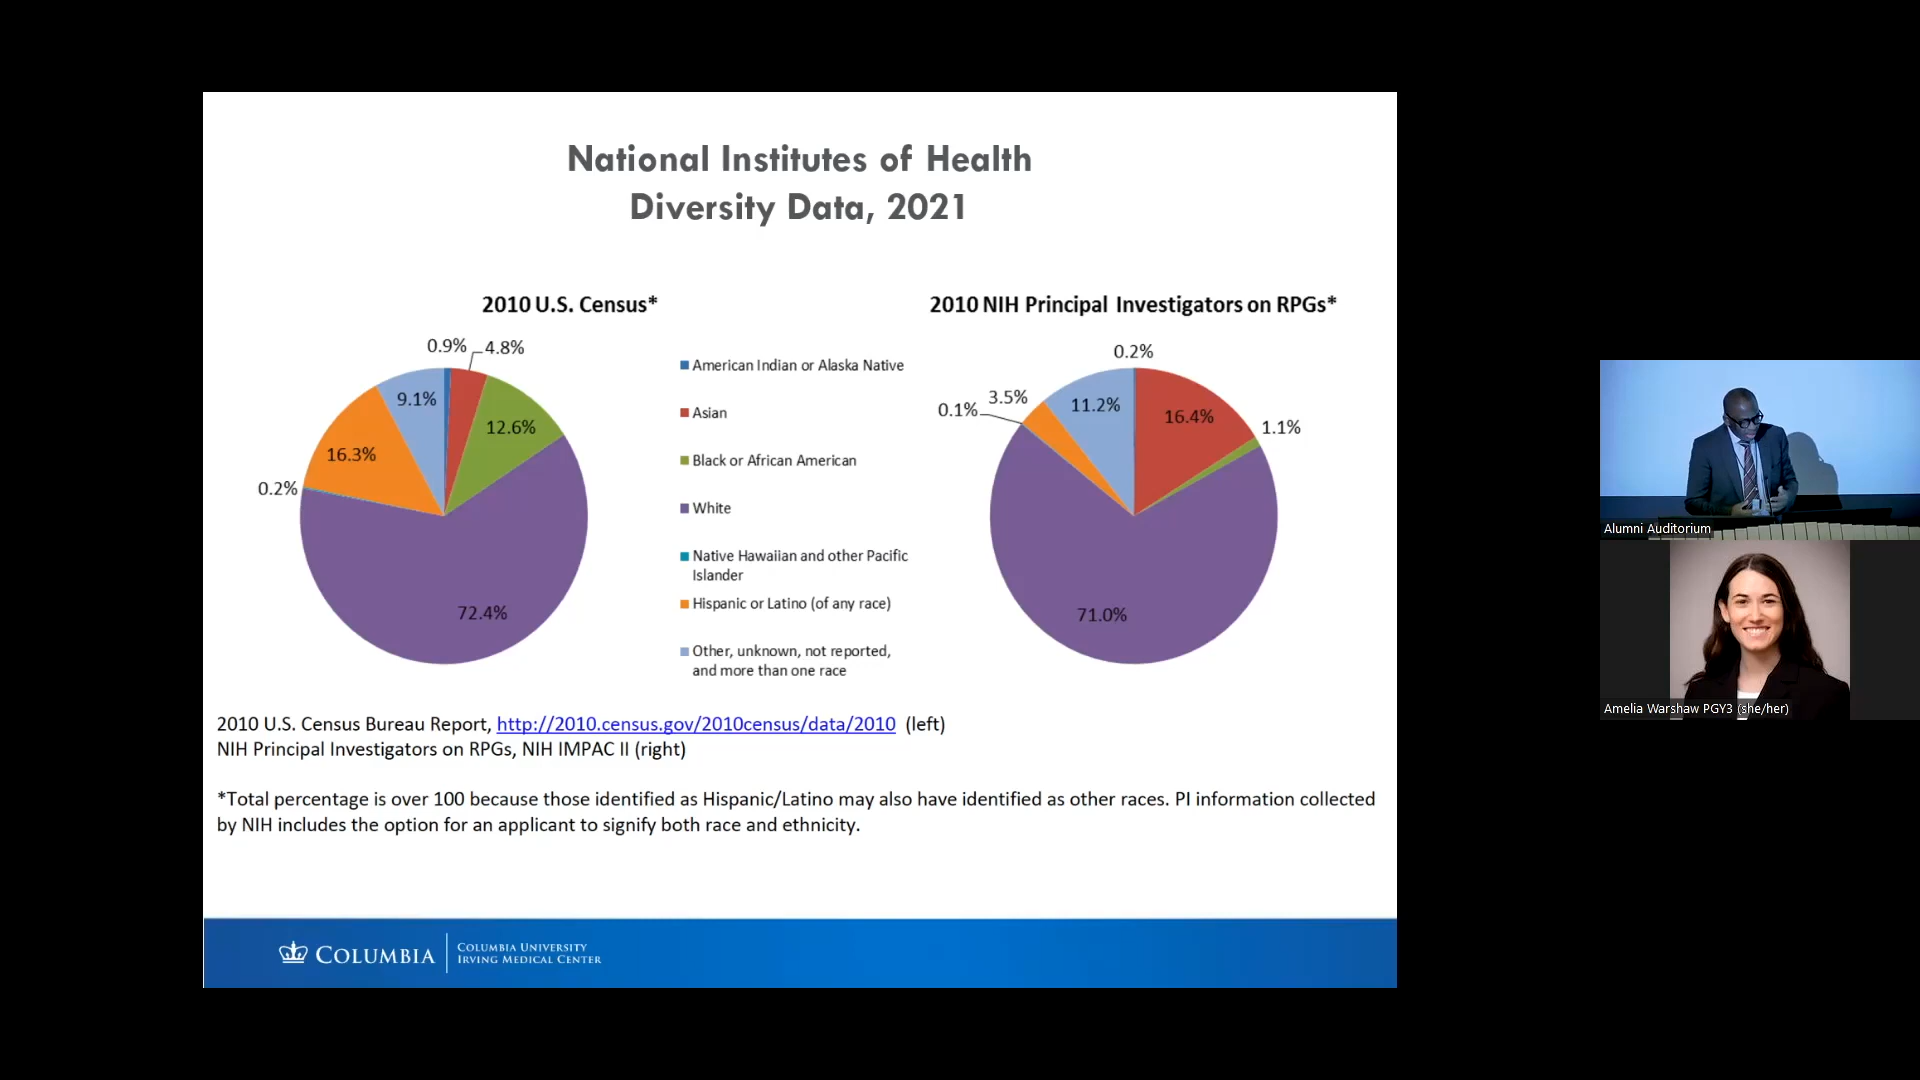 National Institutes of Health
Diversity Data, 2021
2010 U.S. Census*
0.9%
4.8%
9.1%
12.6%
16.3%
0.2%
72.4%
American Indian or Alaska Native
Asian
Black or African American
White
Native Hawaiian and other Pacific
Islander
Hispanic or Latino (of any race)
Other, unknown, not reported,
and more than one race
2010 NIH Principal Investigators on RPGs*
0.2%
3.5%
0.1%
11.2%
16.4%
1.1%
71.0%
2010 U.S. Census Bureau Report, http://2010.census.gov/2010census/data/2010 (left)
NIH Principal Investigators on RPGs, NIH IMPAC II (right)
*Total percentage is over 100 because those identified as Hispanic/Latino may also have identified as other races. PI information collected
by NIH includes the option for an applicant to signify both race and ethnicity.
COLUMBIA
COLUMBIA UNIVERSITY
IRVING MEDICAL CENTER
Alumni Auditorium
Amelia Warshaw PGY3 (she/her)